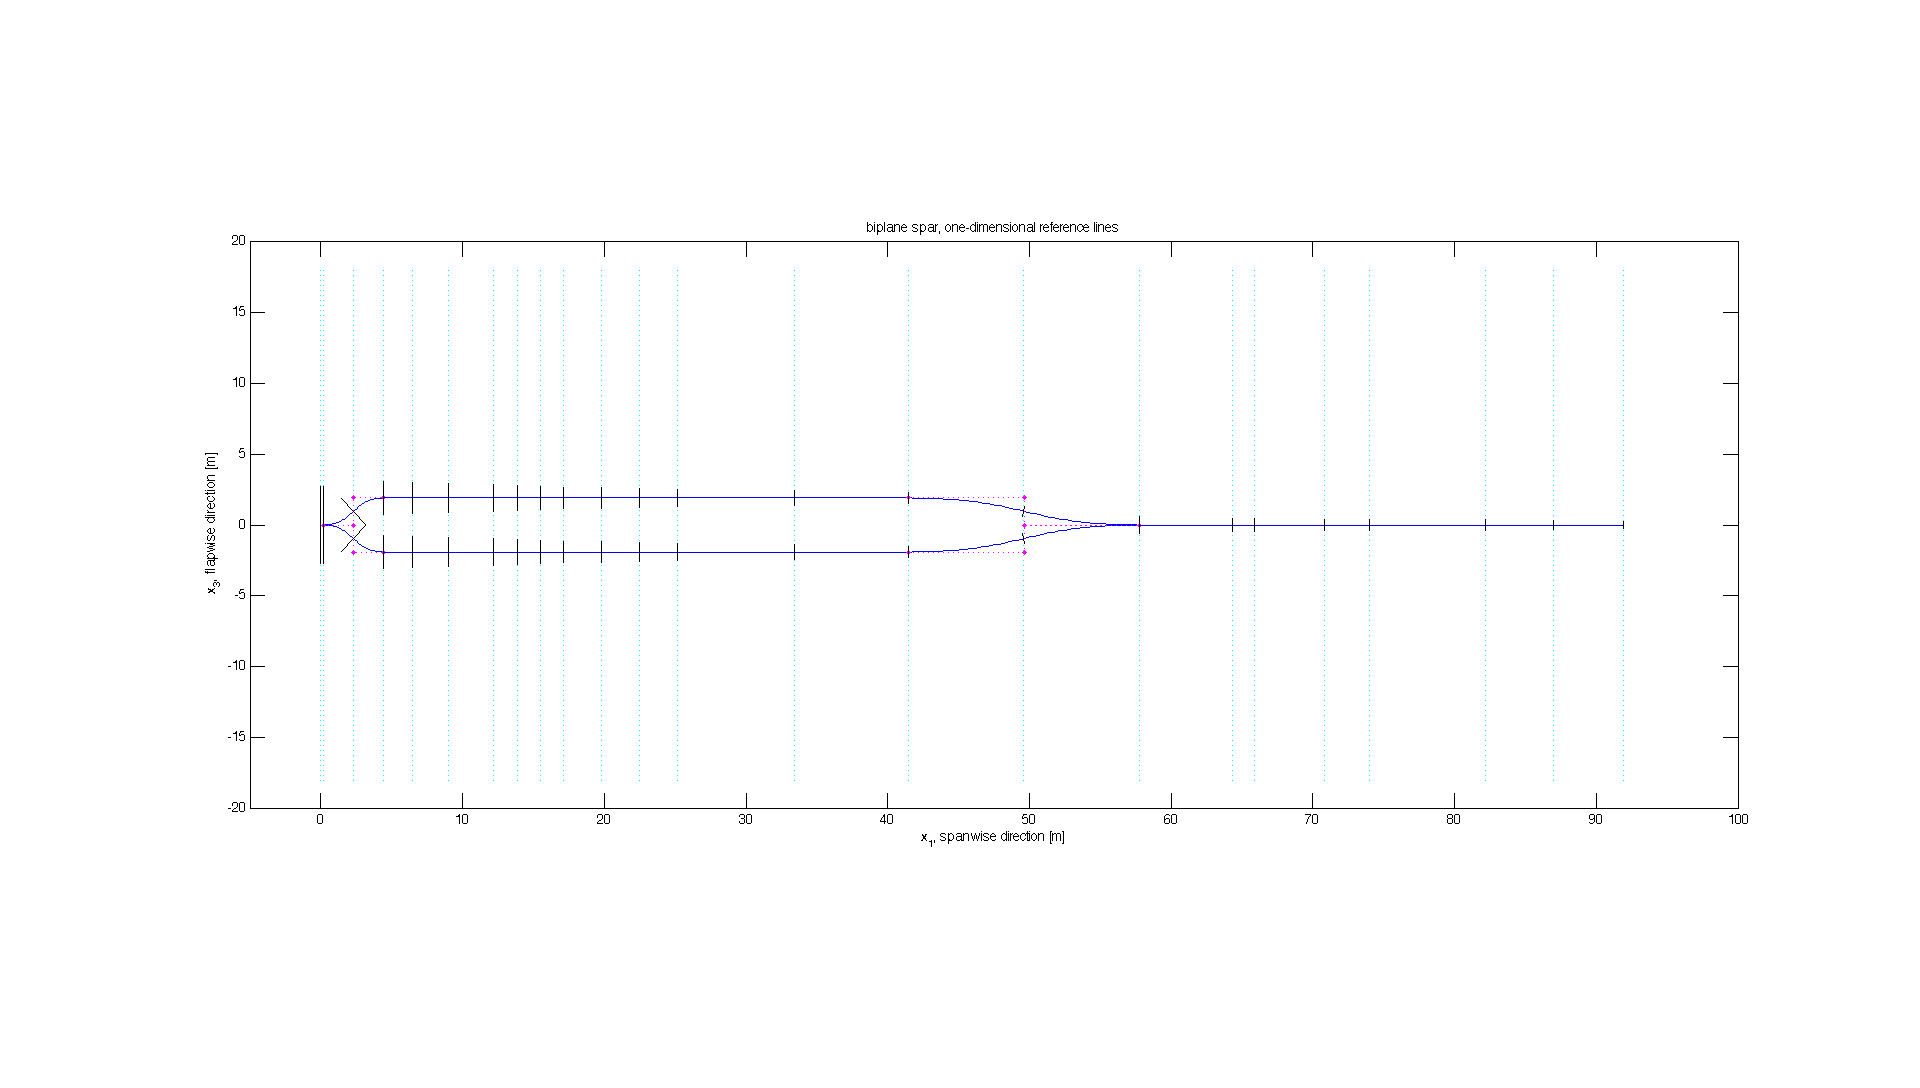 biplane spar, one-dimensional reference lines
20
15
10
5
0
-5
-10
-15
-20
x3, flapwise direction [m]
0 10 20 30 40 50 60 70 80 90 100
x1, spanwise direction [m]